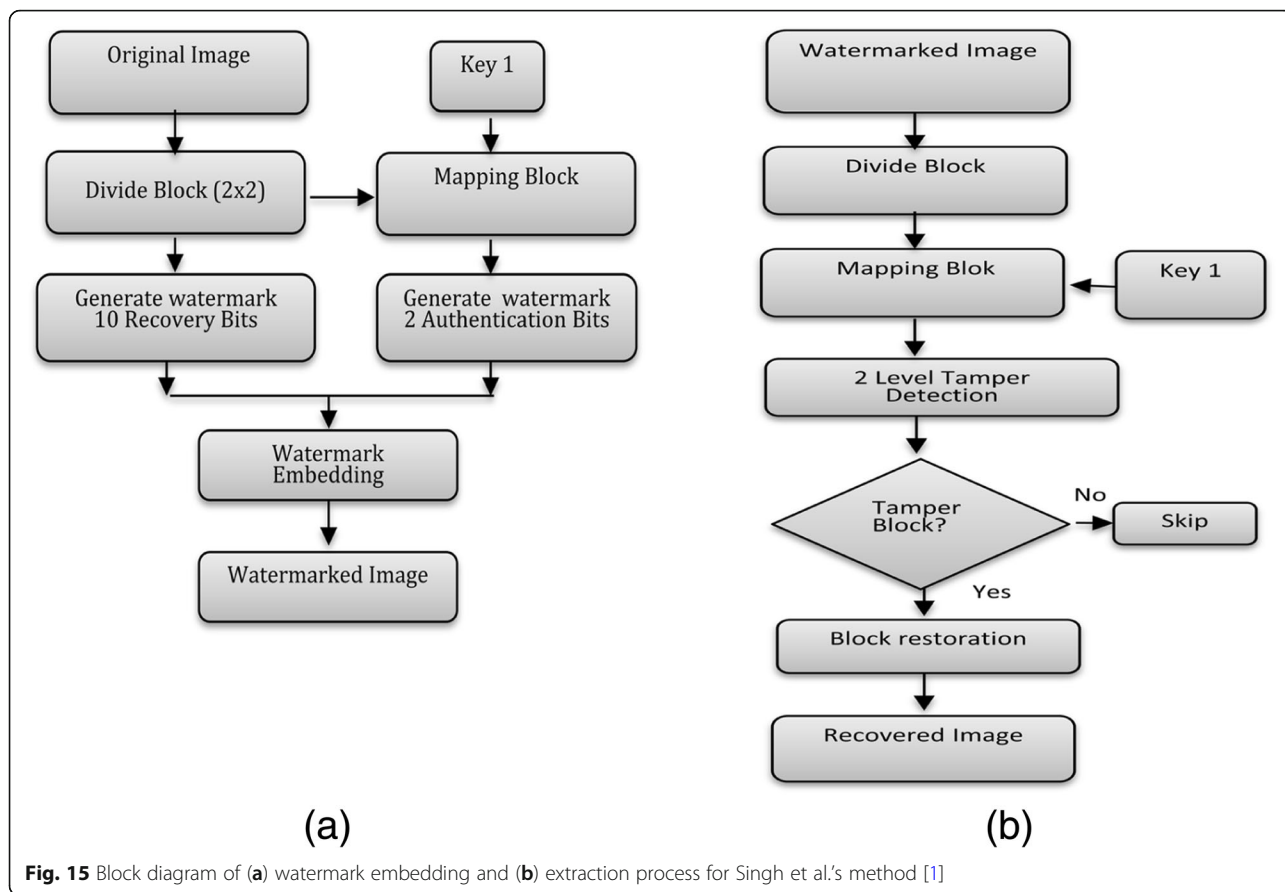 Original Image
Key 1
Divide Block (2x2)
Mapping Block
Generate watermark
10 Recovery Bits
Generate watermark
2 Authentication Bits
Watermark
Embedding
Watermarked Image
(a)
Watermarked Image
Divide Block
Mapping Blok
Key 1
2 Level Tamper
Detection
Tamper
Block?
No
Skip
Yes
Block restoration
Recovered Image
(b)
Fig. 15 Block diagram of (a) watermark embedding and (b) extraction process for Singh et al.'s method [1]